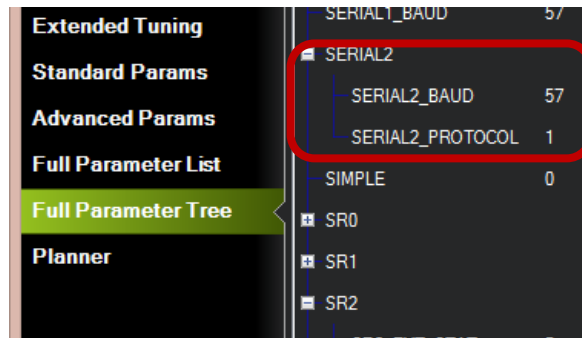 Extended Tuning
Standard Params
Advanced Params
Full Parameter List
Full Parameter Tree
Planner
SERIAL1_BAUD 57
SERIAL2
SERIAL2_BAUD 57
SERIAL2_PROTOCOL 1
SIMPLE 0
SR0
SR1
SR2